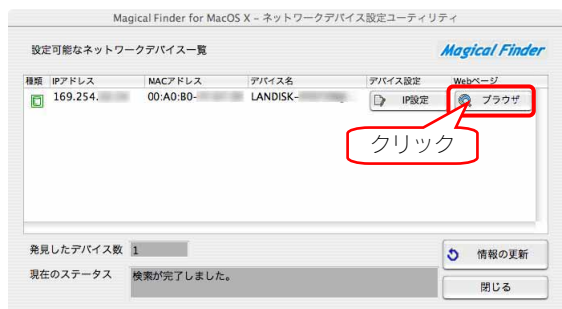 Magical Finder for MacOS X – ネットワークデバイス設定ユーティリティ
設定可能なネットワークデバイス一覧
Magical Finder
種類 IPアドレス MACアドレス デバイス名 デバイス設定 Webページ
169.254. 00:A0:B0- LANDISK- IP設定 ブラウザ
クリック
発見したデバイス数 1
情報の更新
現在のステータス 検索が完了しました。
閉じる